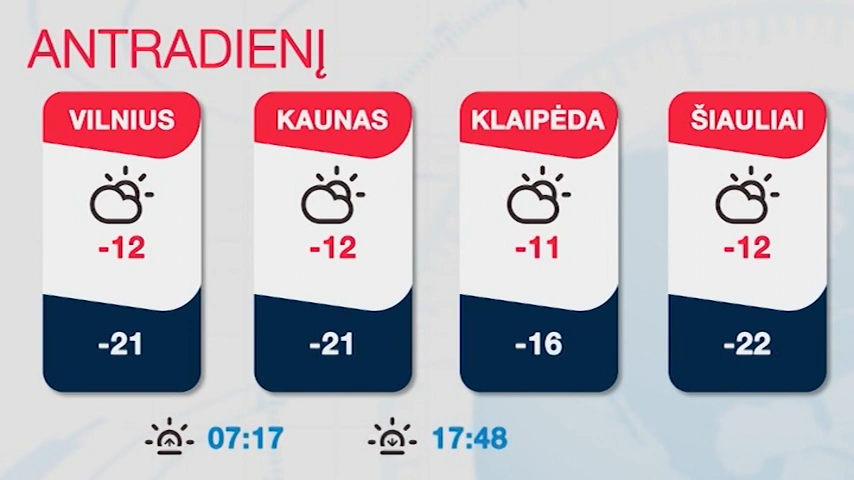 ANTRADIENĮ
VILNIUS KAUNAS KLAIPĖDA ŠIAULIAI
-12 -12 -11 -12
-21 -21 -16 -22
07:17 17:48